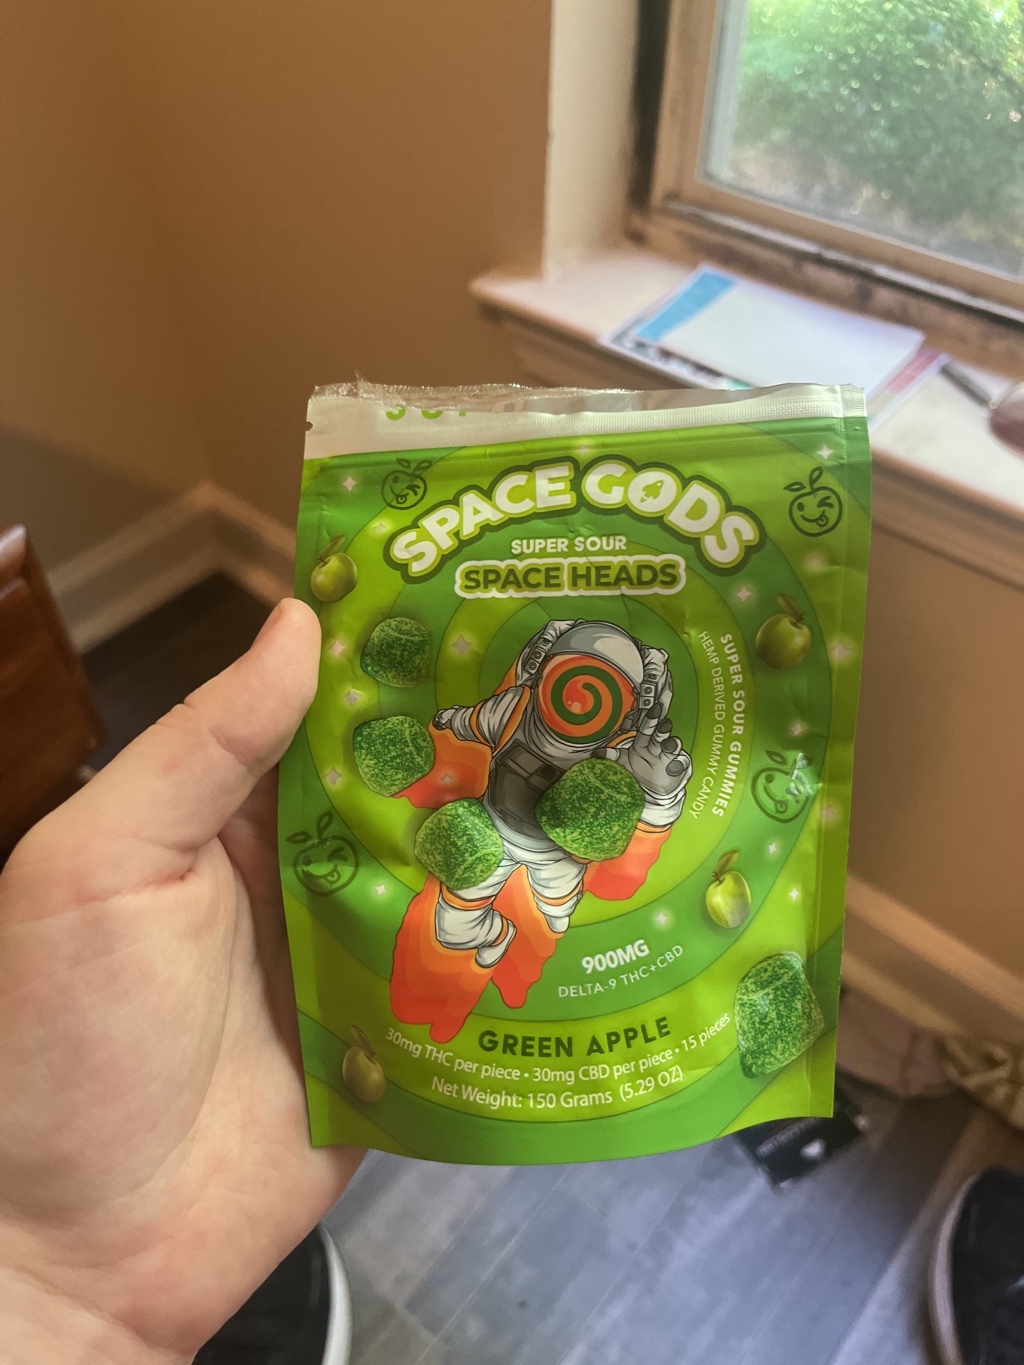 SPACE GODS
SUPER SOUR
SPACE HEADS
SUPER SOUR GUMMIES
HEMP DERIVED GUMMY CANDY
900MG
DELTA-9 THC+CBD
GREEN APPLE
30mg THC per piece • 30mg CBD per piece • 15 pieces
Net Weight: 150 Grams (5.29 OZ)